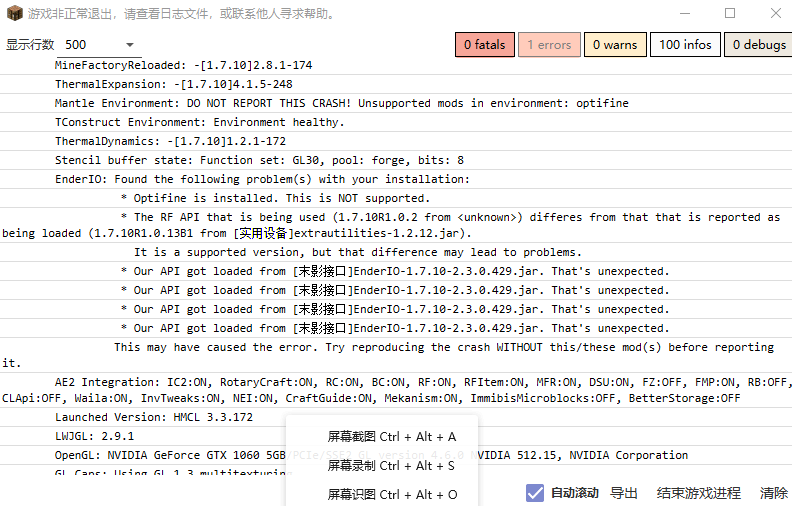 游戏非正常退出，请查看日志文件，或联系他人寻求帮助。
显示行数 500 0 fatals 1 errors 0 warns 100 infos 0 debugs
MineFactoryReloaded: -[1.7.10]2.8.1-174
ThermalExpansion: -[1.7.10]4.1.5-248
Mantle Environment: DO NOT REPORT THIS CRASH! Unsupported mods in environment: optifine
TConstruct Environment: Environment healthy.
ThermalDynamics: -[1.7.10]1.2.1-172
Stencil buffer state: Function set: GL30, pool: forge, bits: 8
EnderIO: Found the following problem(s) with your installation:
* Optifine is installed. This is NOT supported.
* The RF API that is being used (1.7.10R1.0.2 from <unknown>) differes from that that is reported as
being loaded (1.7.10R1.0.13B1 from [实用设备]extrautilities-1.2.12.jar).
It is a supported version, but that difference may lead to problems.
* Our API got loaded from [末影接口]EnderIO-1.7.10-2.3.0.429.jar. That's unexpected.
* Our API got loaded from [末影接口]EnderIO-1.7.10-2.3.0.429.jar. That's unexpected.
* Our API got loaded from [末影接口]EnderIO-1.7.10-2.3.0.429.jar. That's unexpected.
* Our API got loaded from [末影接口]EnderIO-1.7.10-2.3.0.429.jar. That's unexpected.
This may have caused the error. Try reproducing the crash WITHOUT this/these mod(s) before reporting
it.
AE2 Integration: IC2:ON, RotaryCraft:ON, RC:ON, BC:ON, RF:ON, RFItem:ON, MFR:ON, DSU:ON, FZ:OFF, FMP:ON, RB:OFF,
CLApi:OFF, Waila:ON, InvTweaks:ON, NEI:ON, CraftGuide:ON, Mekanism:ON, ImmibisMicroblocks:OFF, BetterStorage:OFF
Launched Version: HMCL 3.3.172
LWJGL: 2.9.1
OpenGL: NVIDIA GeForce GTX 1060 5GB/PCIe/SSE2 GL version 4.6.0 NVIDIA 512.15, NVIDIA Corporation
GL Caps: Using GL 1.3 multitexturing
屏幕截图 Ctrl + Alt + A
屏幕录制 Ctrl + Alt + S
屏幕识图 Ctrl + Alt + O
自动滚动 导出 结束游戏进程 清除